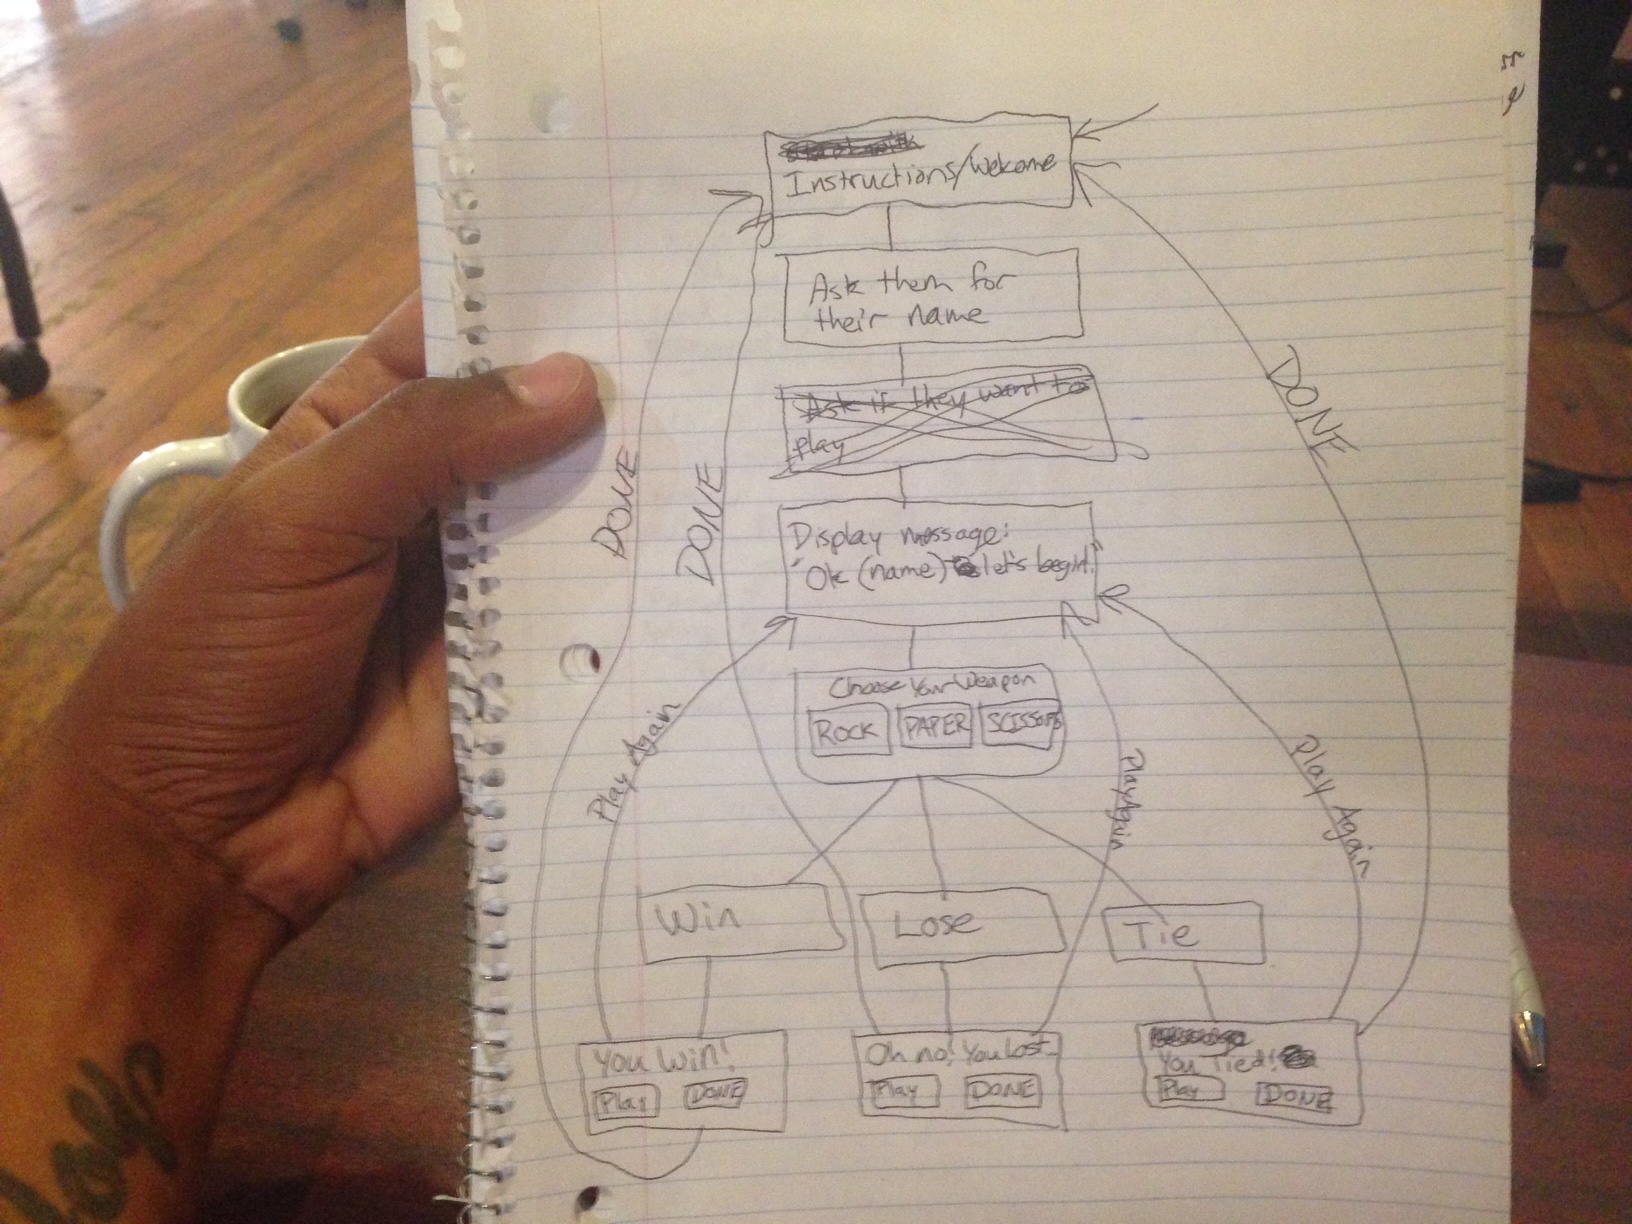 Instructions/Welcome
Ask them for
their name
Ask if they want to
play
Display message:
"Ok (name) let's begin."
Choose Your Weapon
ROCK PAPER SCISSORS
DONE
DONE
DONE
Play Again
Play Again
Play Again
Win
Lose
Tie
You Win!
Play DONE
Oh no! You Lost
Play DONE
You Tied!
Play DONE